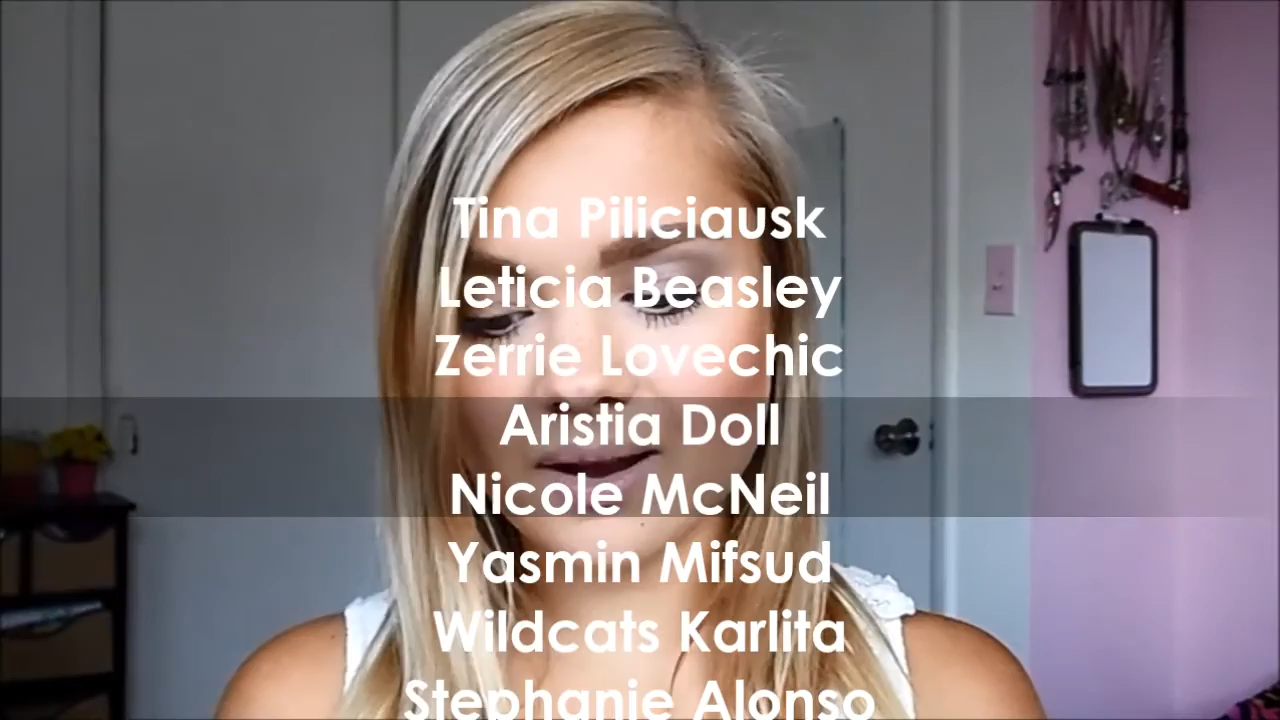 Tina Piliciausk
Leticia Beasley
Zerrie Lovechic
Aristia Doll
Nicole McNeil
Yasmin Mifsud
Wildcats Karlita
Stephanie Alonso